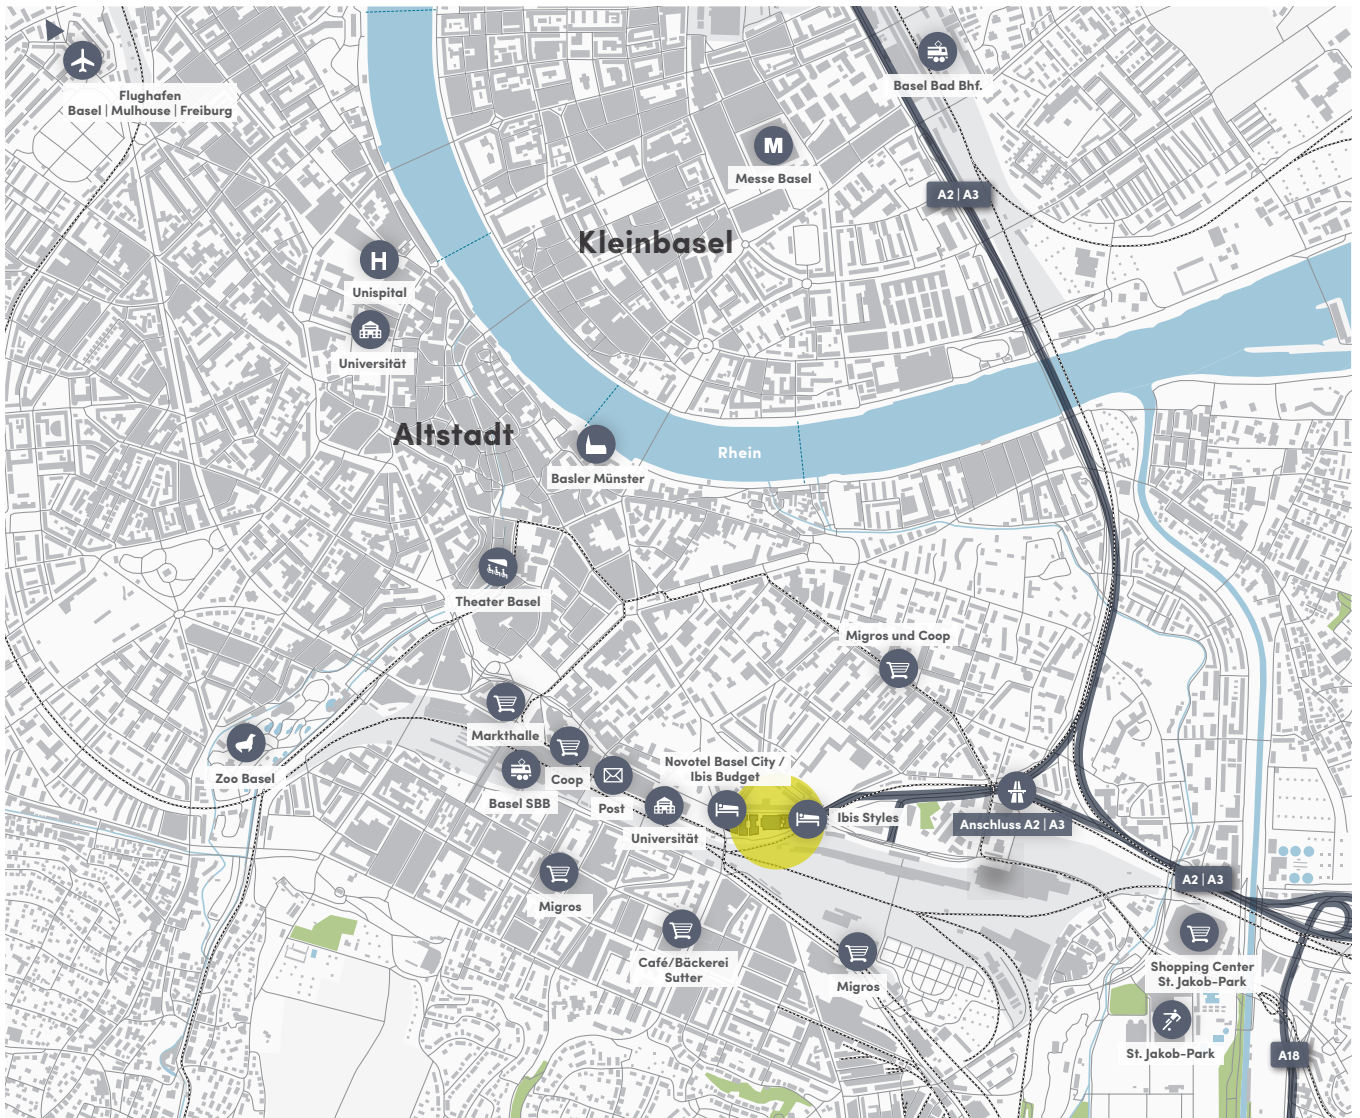 Basel Bad Bhf.
Flughafen
Basel | Mulhouse | Freiburg
M
Messe Basel
A2 | A3
Kleinbasel
H
Unispital
Universität
Altstadt
Rhein
Basler Münster
Theater Basel
Migros und Coop
Markthalle
Novotel Basel City /
Ibis Budget
Zoo Basel
Coop
Basel SBB
Post
Ibis Styles
Anschluss A2 | A3
Universität
A2 | A3
Migros
Café/Bäckerei
Sutter
Shopping Center
St. Jakob-Park
Migros
St. Jakob-Park
A18